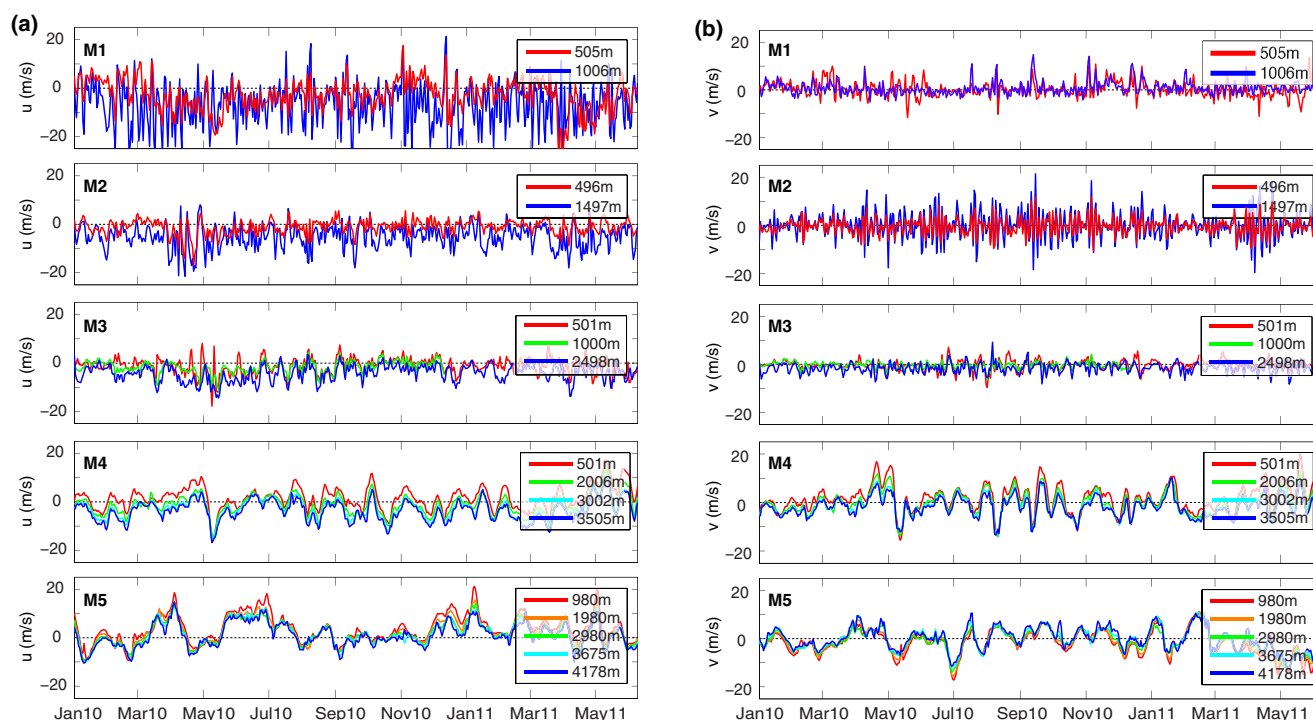 (a)
M1
20
0
−20
u (m/s)
505m
1006m
M2
20
0
−20
u (m/s)
496m
1497m
M3
20
0
−20
u (m/s)
501m
1000m
2498m
M4
20
0
−20
u (m/s)
501m
2006m
3002m
3505m
M5
20
0
−20
u (m/s)
980m
1980m
2980m
3675m
4178m
Jan10 Mar10 May10 Jul10 Sep10 Nov10 Jan11 Mar11 May11
(b)
M1
20
0
−20
v (m/s)
505m
1006m
M2
20
0
−20
v (m/s)
496m
1497m
M3
20
0
−20
v (m/s)
501m
1000m
2498m
M4
20
0
−20
v (m/s)
501m
2006m
3002m
3505m
M5
20
0
−20
v (m/s)
980m
1980m
2980m
3675m
4178m
Jan10 Mar10 May10 Jul10 Sep10 Nov10 Jan11 Mar11 May11